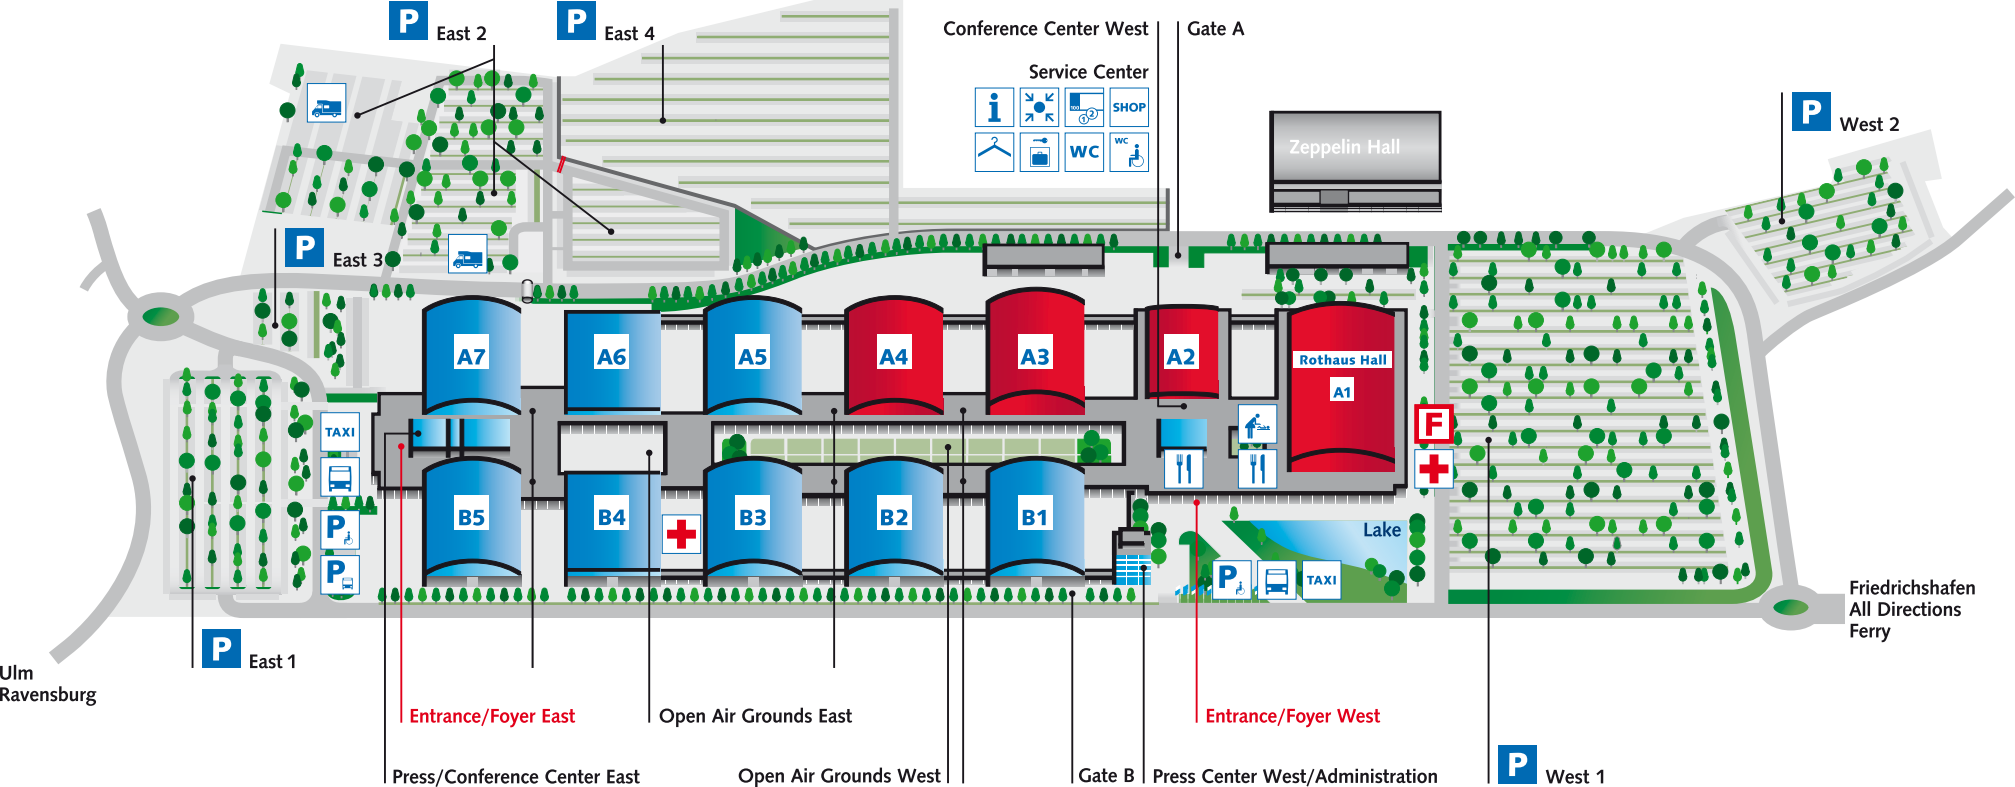 P East 2
P East 4
Conference Center West
Gate A
Service Center
i
SHOP
WC
WC
Zeppelin Hall
P West 2
P East 3
A7
A6
A5
A4
A3
A2
Rothaus Hall
A1
TAXI
F
B5
B4
B3
B2
B1
P
P
Lake
P
TAXI
Friedrichshafen
All Directions
Ferry
P East 1
Ulm
Ravensburg
Entrance/Foyer East
Open Air Grounds East
Entrance/Foyer West
Press/Conference Center East
Open Air Grounds West
Gate B
Press Center West/Administration
P West 1